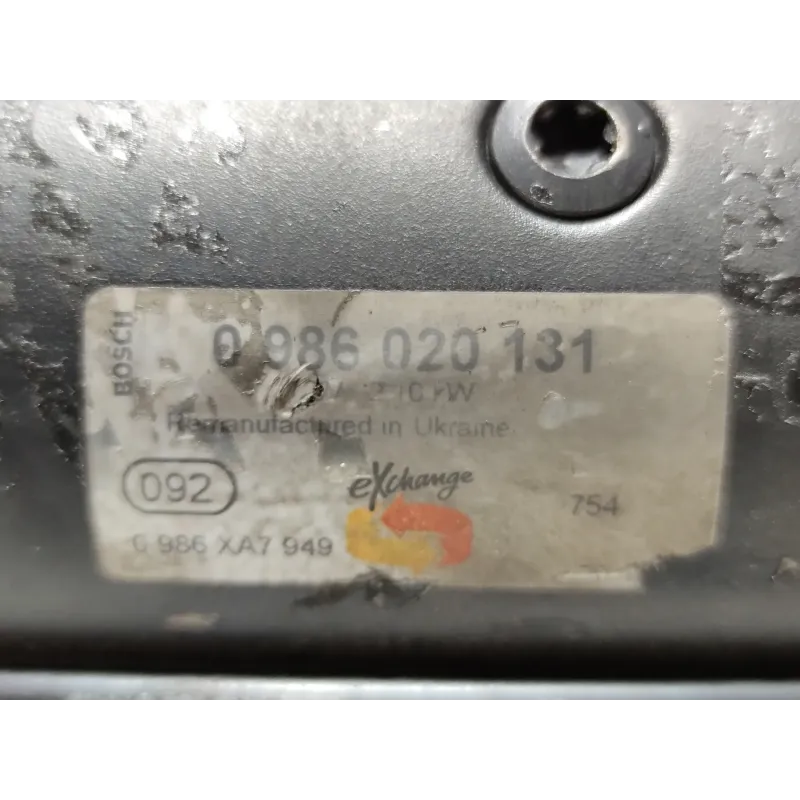 BOSCH
0 986 020 131
Remanufactured in Ukraine
092
eXchange
754
0 986 XA7 949